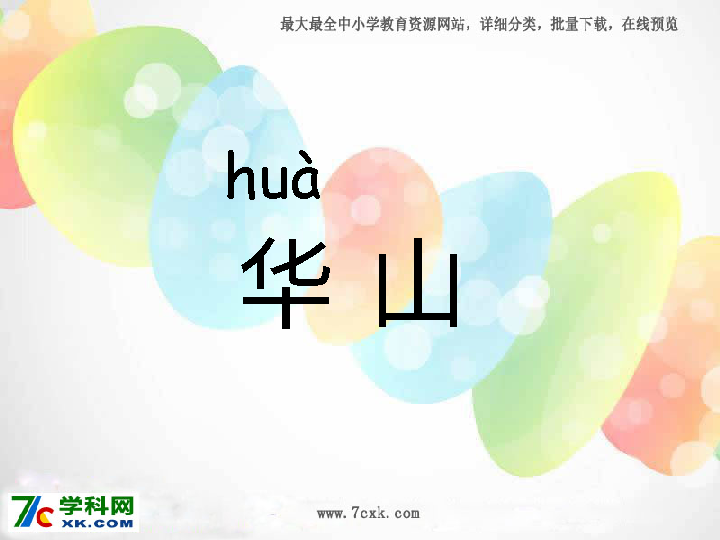 最大最全中小学教育资源网站，详细分类，批量下载，在线预览
huà
华 山
7c 学科网
XK.COM
www.7cxk.com